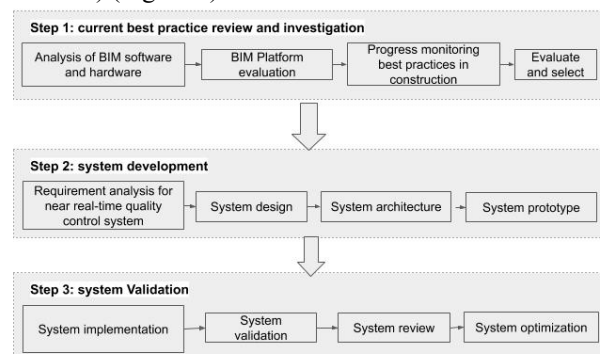 Step 1: current best practice review and investigation
Analysis of BIM software
and hardware
BIM Platform
evaluation
Progress monitoring
best practices in
construction
Evaluate
and select
Step 2: system development
Requirement analysis for
near real-time quality
control system
System design
System architecture
System prototype
Step 3: system Validation
System implementation
System
validation
System review
System optimization